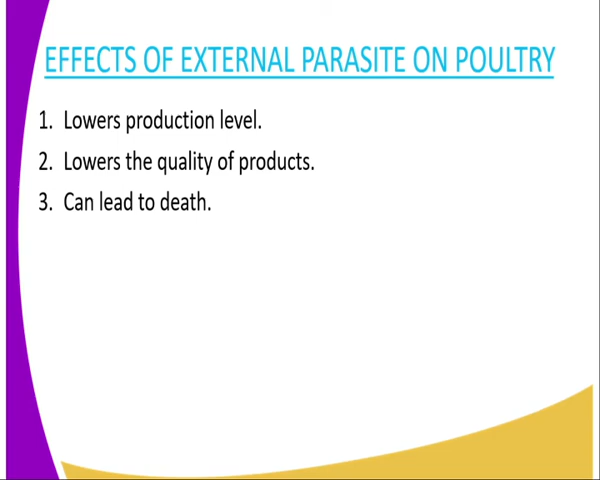 EFFECTS OF EXTERNAL PARASITE ON POULTRY
1. Lowers production level.
2. Lowers the quality of products.
3. Can lead to death.